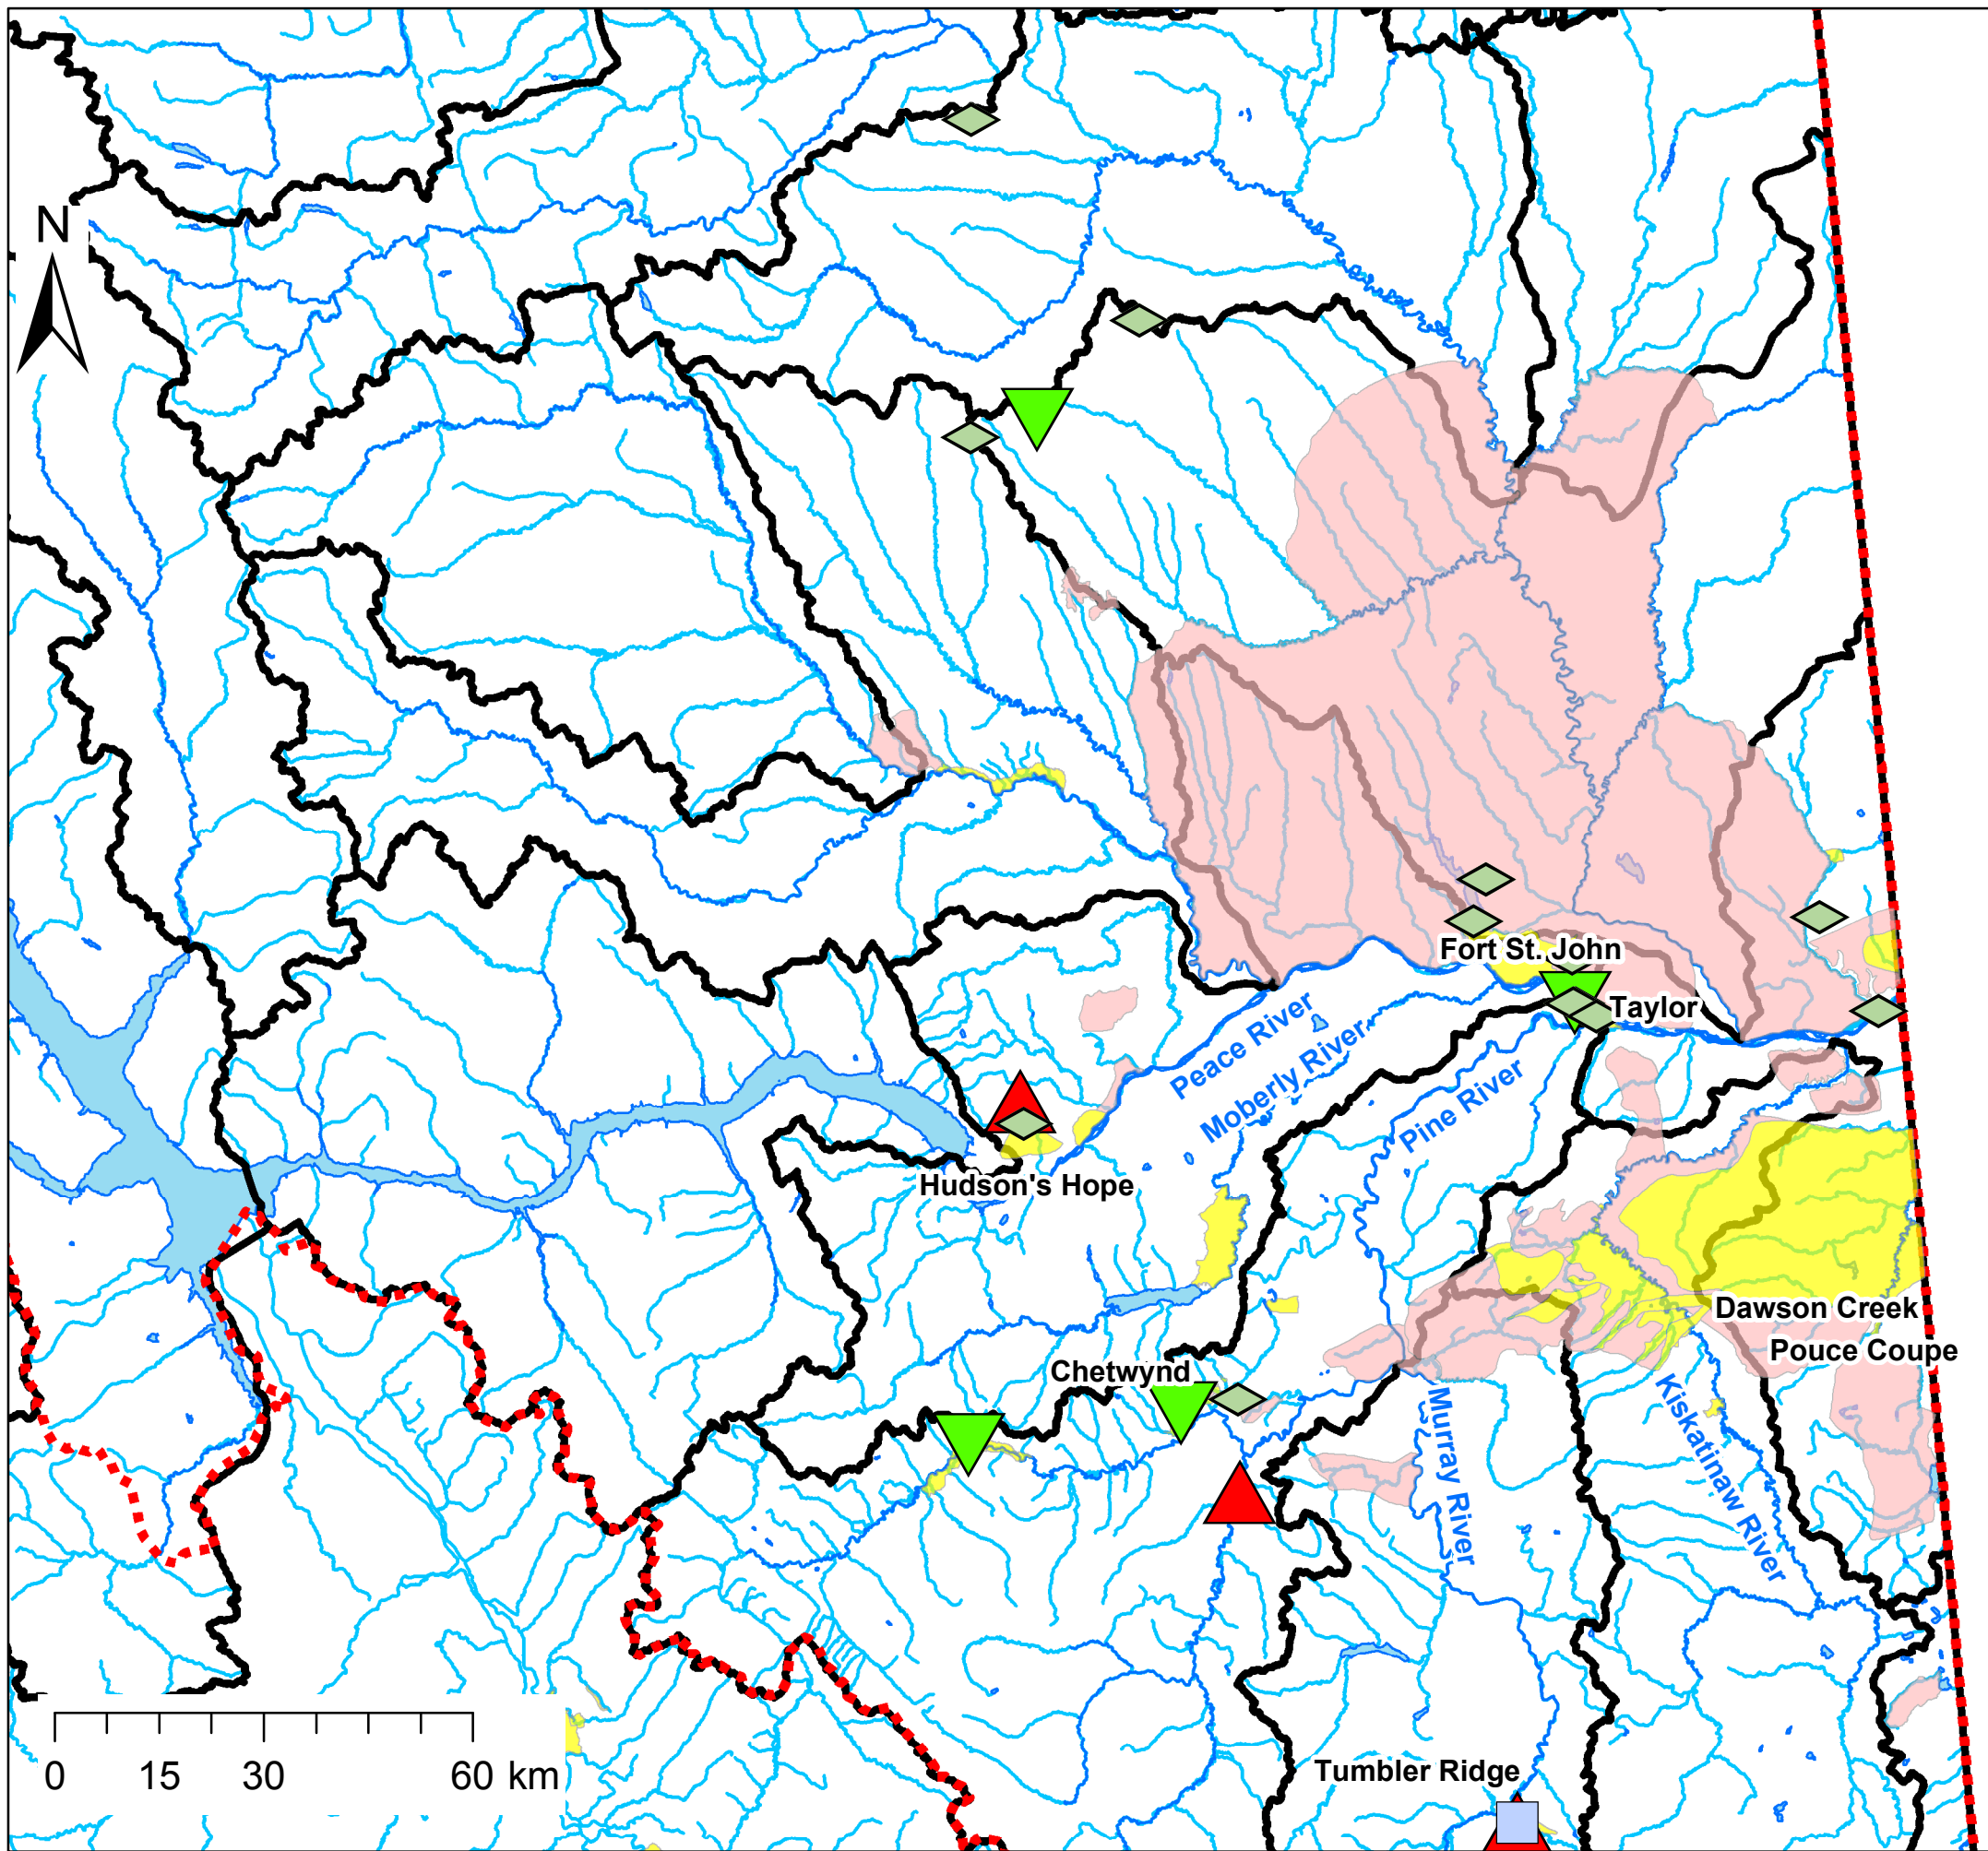 N
Fort St. John
Taylor
Peace River
Moberly River
Pine River
Hudson's Hope
Dawson Creek
Pouce Coupe
Chetwynd
Murray River
Kiskatinaw River
Tumbler Ridge
0 15 30 60 km